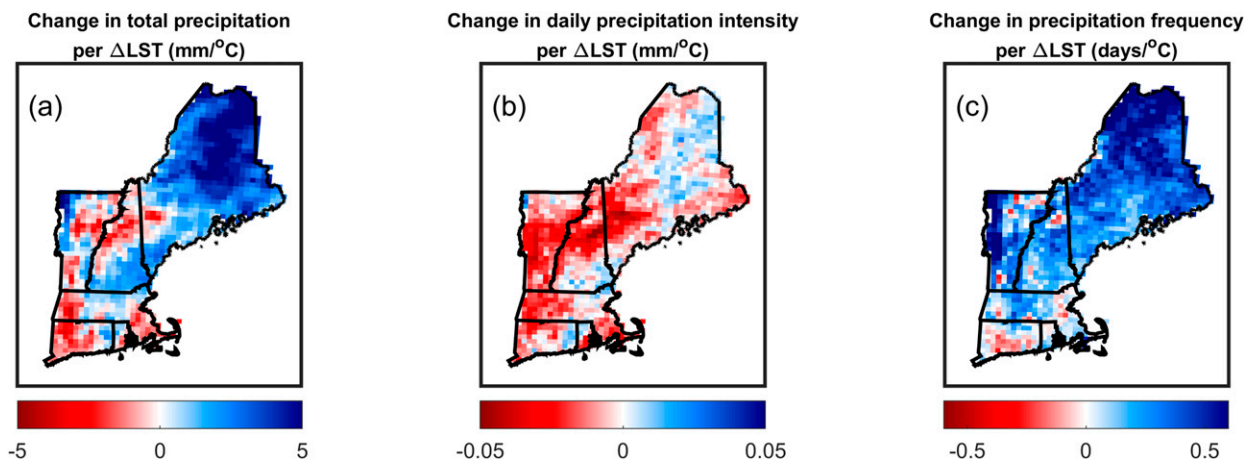 Change in total precipitation
per ΔLST (mm/°C)
(a)
-5 0 5
Change in daily precipitation intensity
per ΔLST (mm/°C)
(b)
-0.05 0 0.05
Change in precipitation frequency
per ΔLST (days/°C)
(c)
-0.5 0 0.5